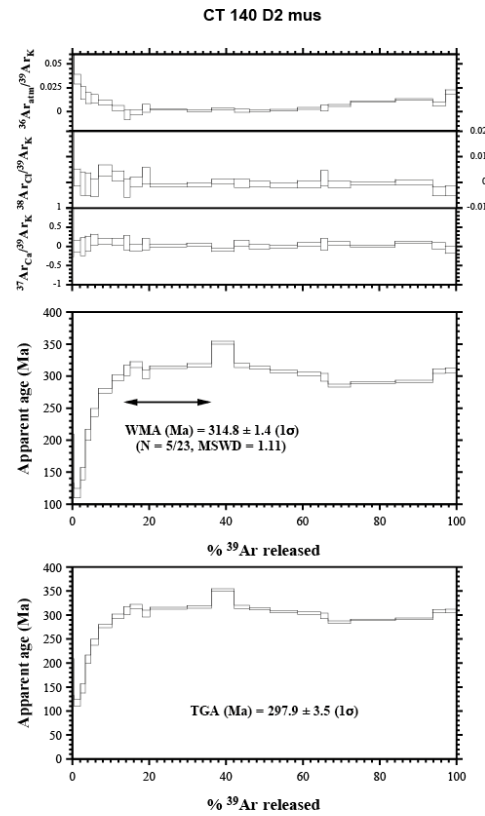 CT 140 D2 mus
³⁶Ar_atm/³⁹Ar_K
0.05
0.025
0
³⁸Ar_Cl/³⁹Ar_K
0.02
0.01
0
-0.01
³⁷Ar_Ca/³⁹Ar_K
1
0.5
0
-0.5
-1
Apparent age (Ma)
400
350
300
250
200
150
100
WMA (Ma) = 314.8 ± 1.4 (1σ)
(N = 5/23, MSWD = 1.11)
0 20 40 60 80 100
% ³⁹Ar released
Apparent age (Ma)
400
350
300
250
200
150
100
50
0
TGA (Ma) = 297.9 ± 3.5 (1σ)
0 20 40 60 80 100
% ³⁹Ar released